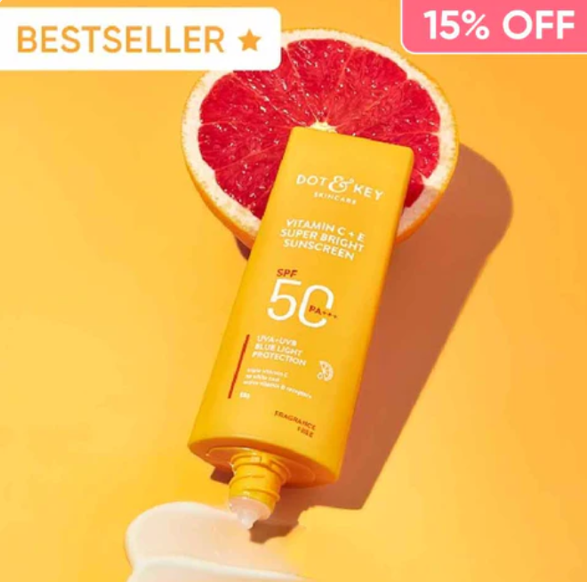 BESTSELLER ★
15% OFF
DOT & KEY
SKINCARE
VITAMIN C + E
SUPER BRIGHT
SUNSCREEN
SPF
50
PA+++
UVA+UVB
BLUE LIGHT
PROTECTION
FRAGRANCE
FREE